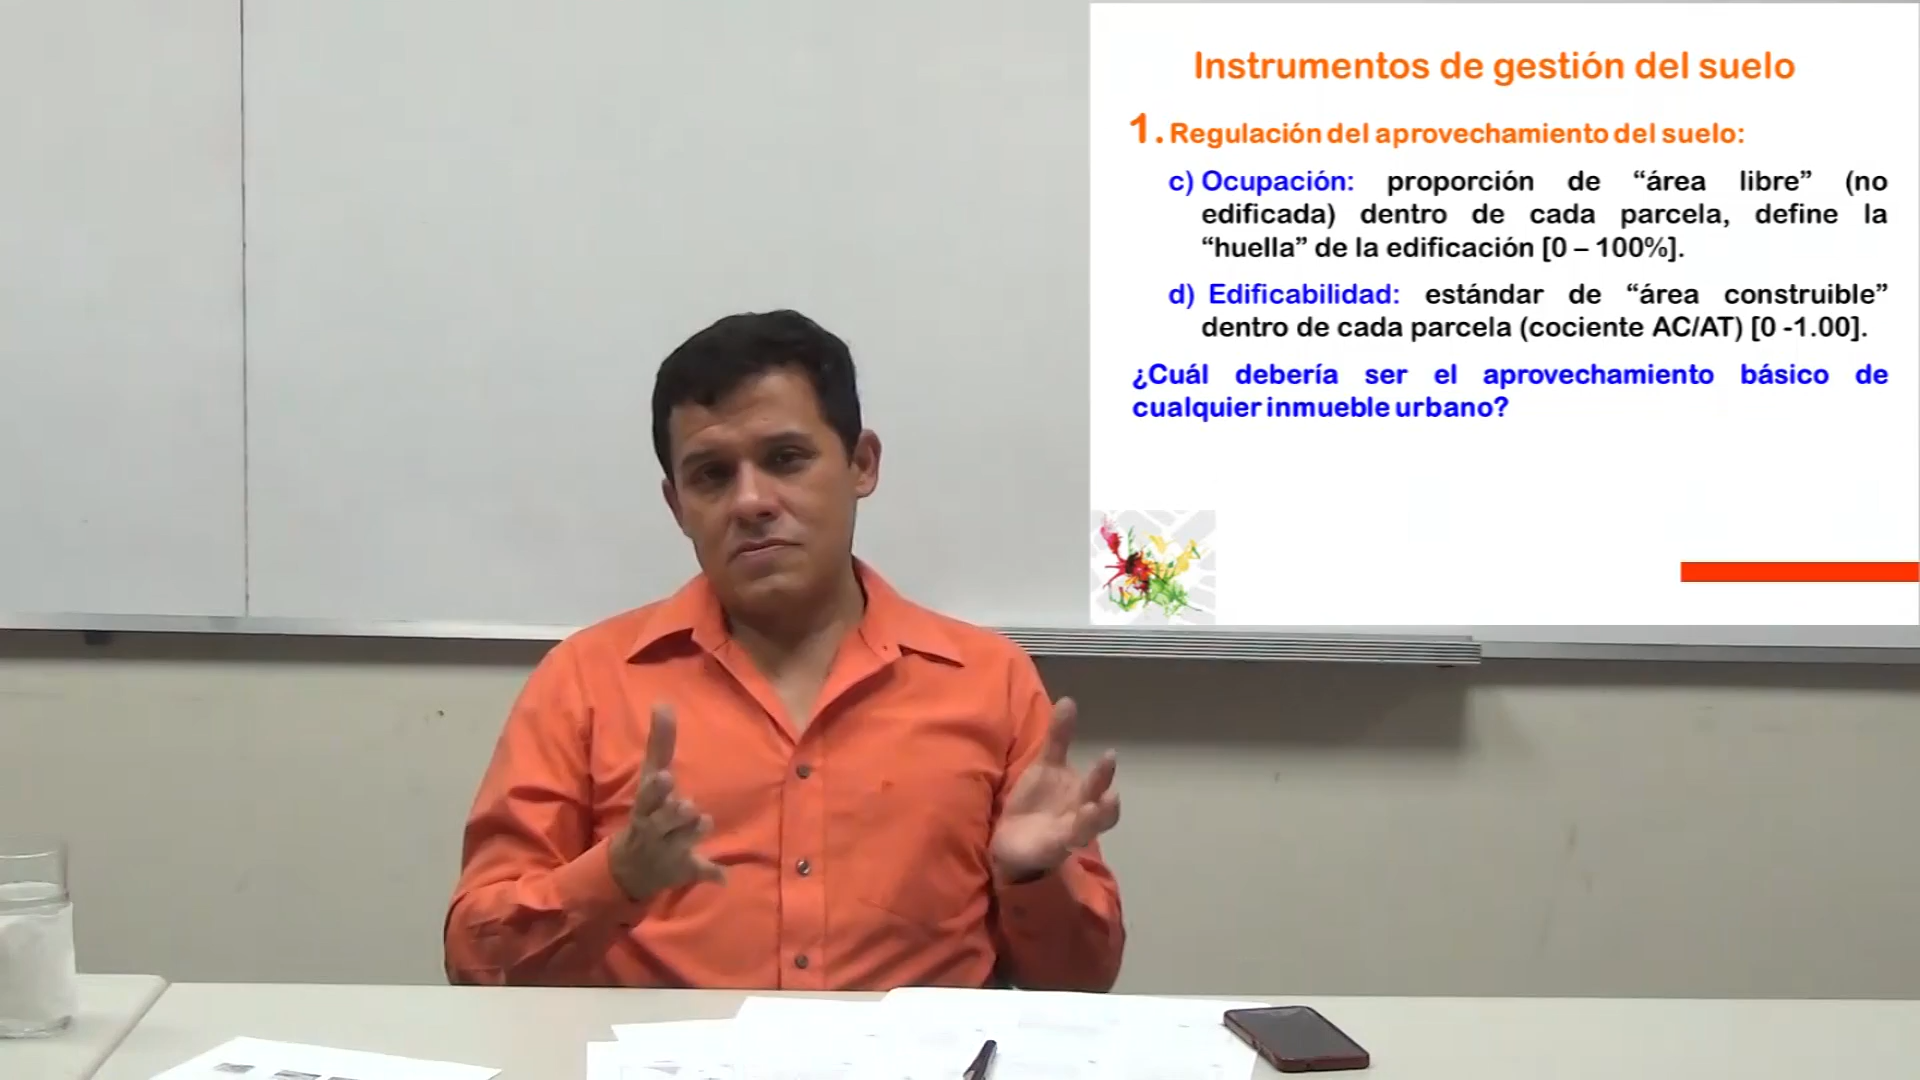 Instrumentos de gestión del suelo
1. Regulación del aprovechamiento del suelo:
c) Ocupación: proporción de “área libre” (no
edificada) dentro de cada parcela, define la
“huella” de la edificación [0 – 100%].
d) Edificabilidad: estándar de “área construible”
dentro de cada parcela (cociente AC/AT) [0 -1.00].
¿Cuál debería ser el aprovechamiento básico de
cualquier inmueble urbano?